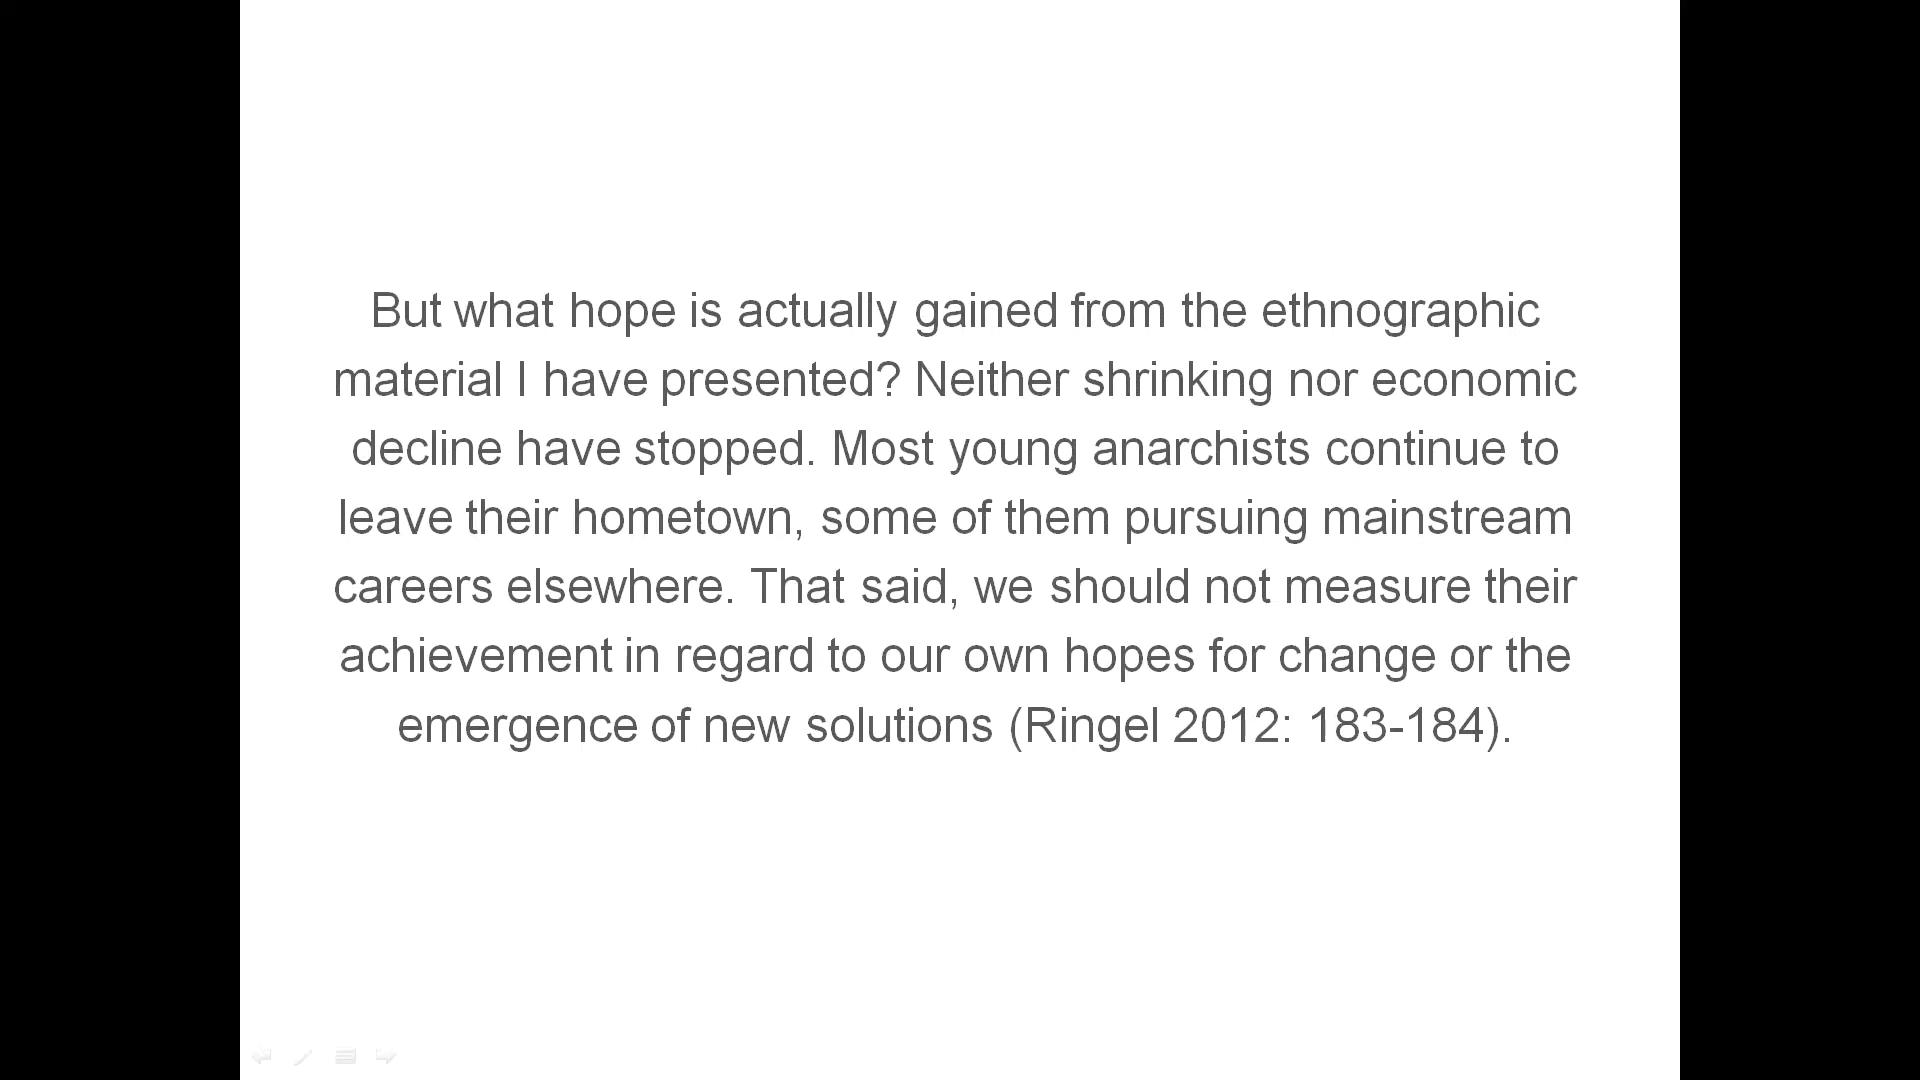 But what hope is actually gained from the ethnographic
material I have presented? Neither shrinking nor economic
decline have stopped. Most young anarchists continue to
leave their hometown, some of them pursuing mainstream
careers elsewhere. That said, we should not measure their
achievement in regard to our own hopes for change or the
emergence of new solutions (Ringel 2012: 183-184).